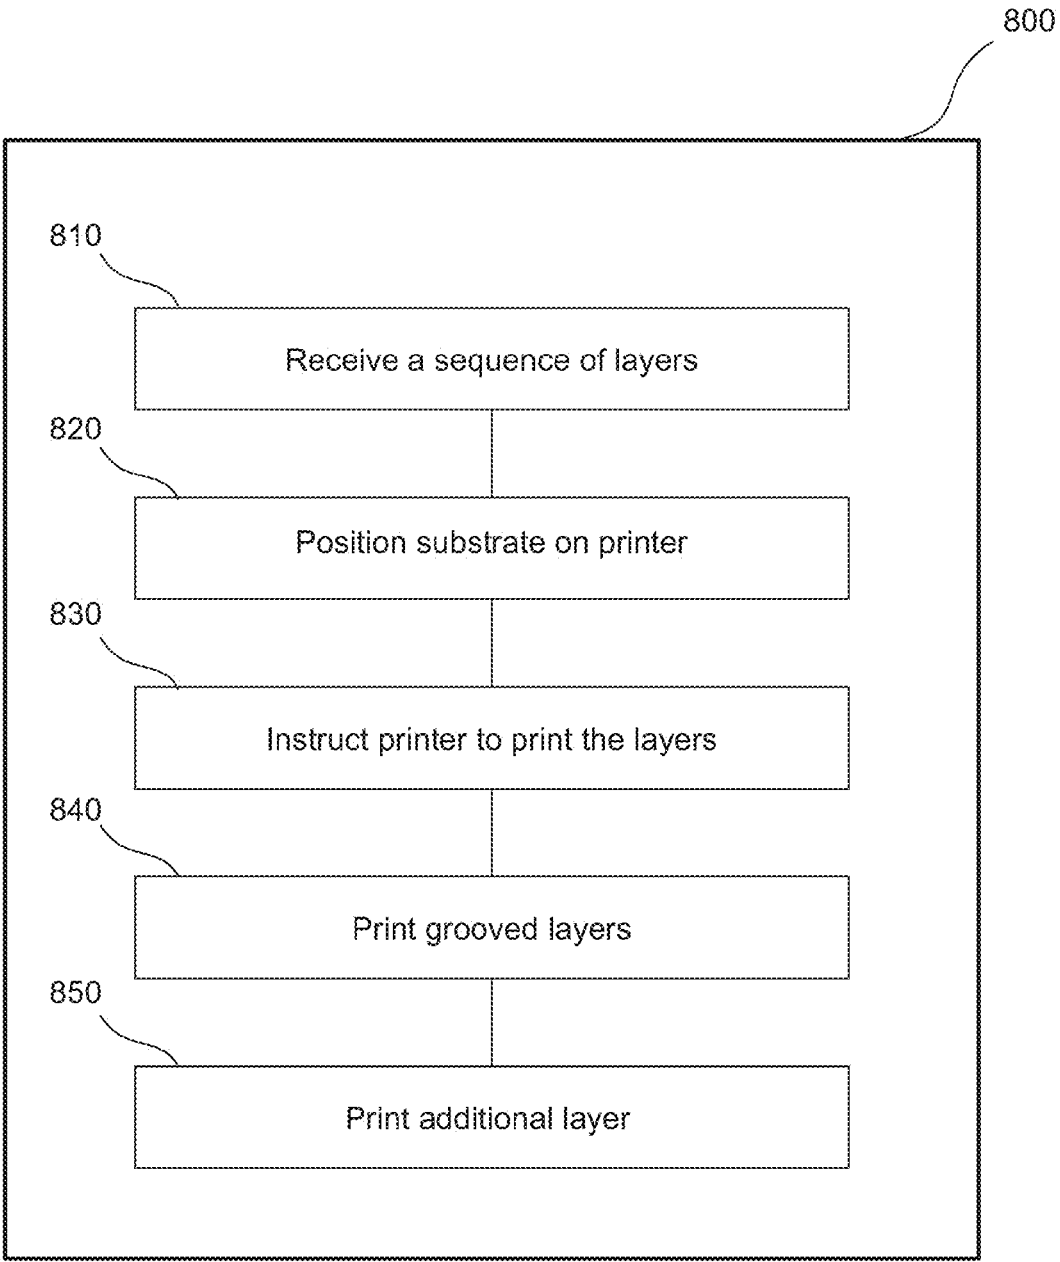 800
810
Receive a sequence of layers
820
Position substrate on printer
830
Instruct printer to print the layers
840
Print grooved layers
850
Print additional layer